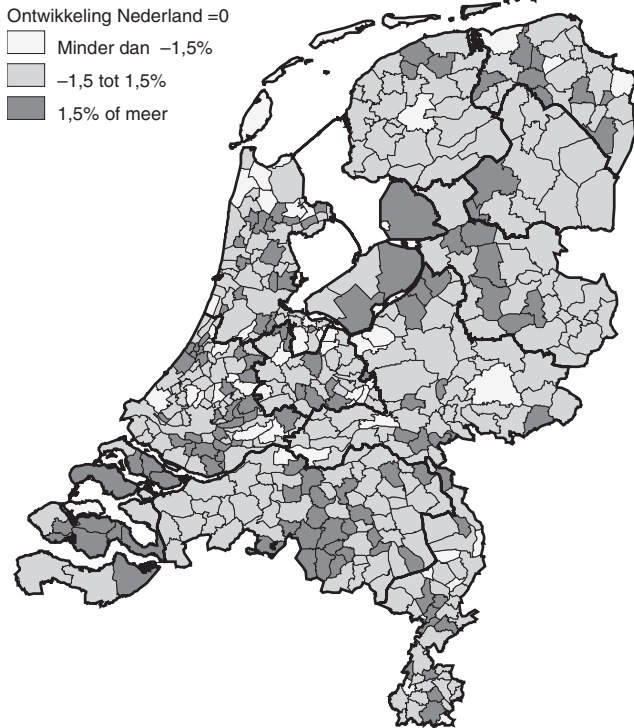 Ontwikkeling Nederland =0
Minder dan –1,5%
–1,5 tot 1,5%
1,5% of meer